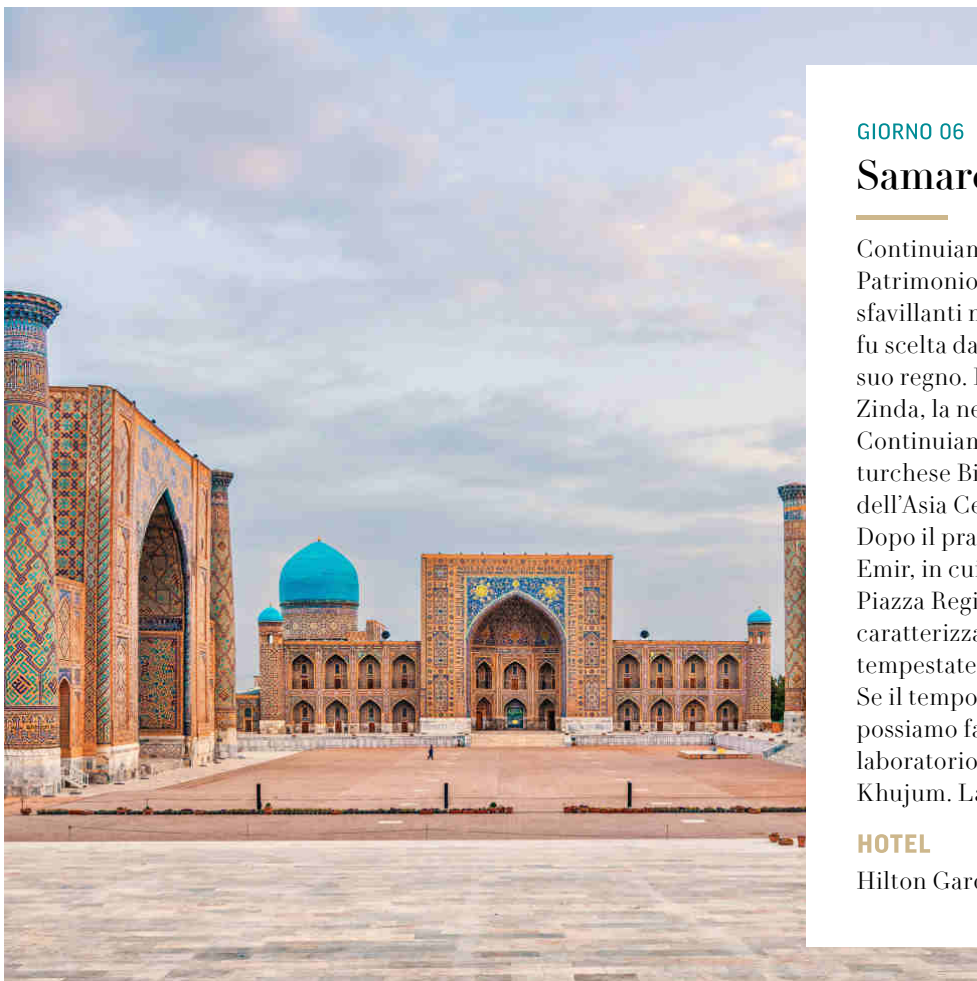 GIORNO 06
Samar
Continuian
Patrimonio
sfavillanti
fu scelta da
suo regno.
Zinda, la ne
Continuian
turchese Bi
dell’Asia Ce
Dopo il pra
Emir, in cui
Piazza Regi
caratterizza
tempestate
Se il tempo
possiamo fa
laboratorio
Khujum. La
HOTEL
Hilton Gar